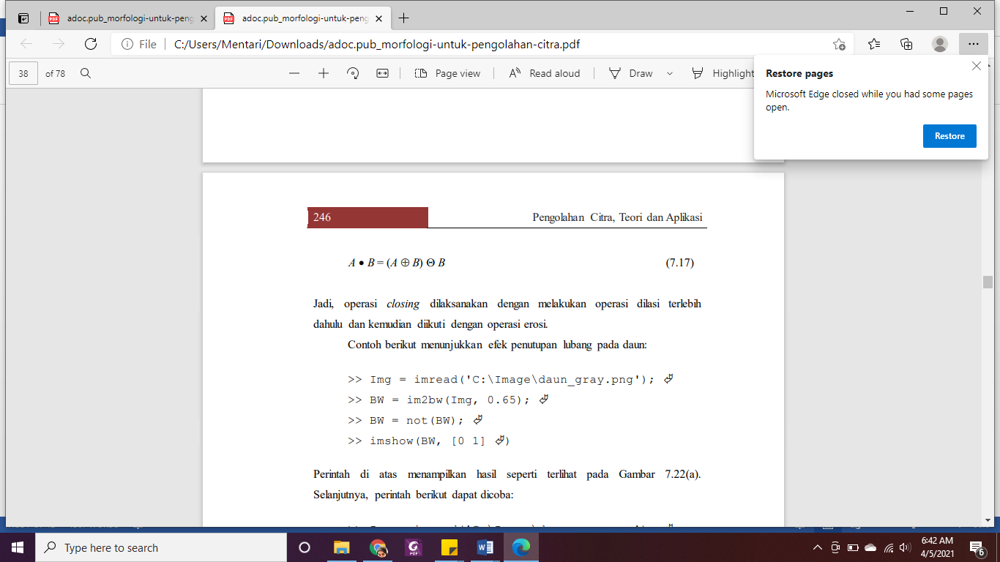 adoc.pub_morfologi-untuk-peng
adoc.pub_morfologi-untuk-peng
File C:/Users/Mentari/Downloads/adoc.pub_morfologi-untuk-pengolahan-citra.pdf
38 of 78 Page view Read aloud Draw Highlight
Restore pages
Microsoft Edge closed while you had some pages
open.
Restore
246 Pengolahan Citra, Teori dan Aplikasi
A • B = (A ⊕ B) Θ B (7.17)
Jadi, operasi closing dilaksanakan dengan melakukan operasi dilasi terlebih
dahulu dan kemudian diikuti dengan operasi erosi.
Contoh berikut menunjukkan efek penutupan lubang pada daun:
>> Img = imread('C:\Image\daun_gray.png');
>> BW = im2bw(Img, 0.65);
>> BW = not(BW);
>> imshow(BW, [0 1] )
Perintah di atas menampilkan hasil seperti terlihat pada Gambar 7.22(a).
Selanjutnya, perintah berikut dapat dicoba:
Type here to search
6:42 AM
4/5/2021
6